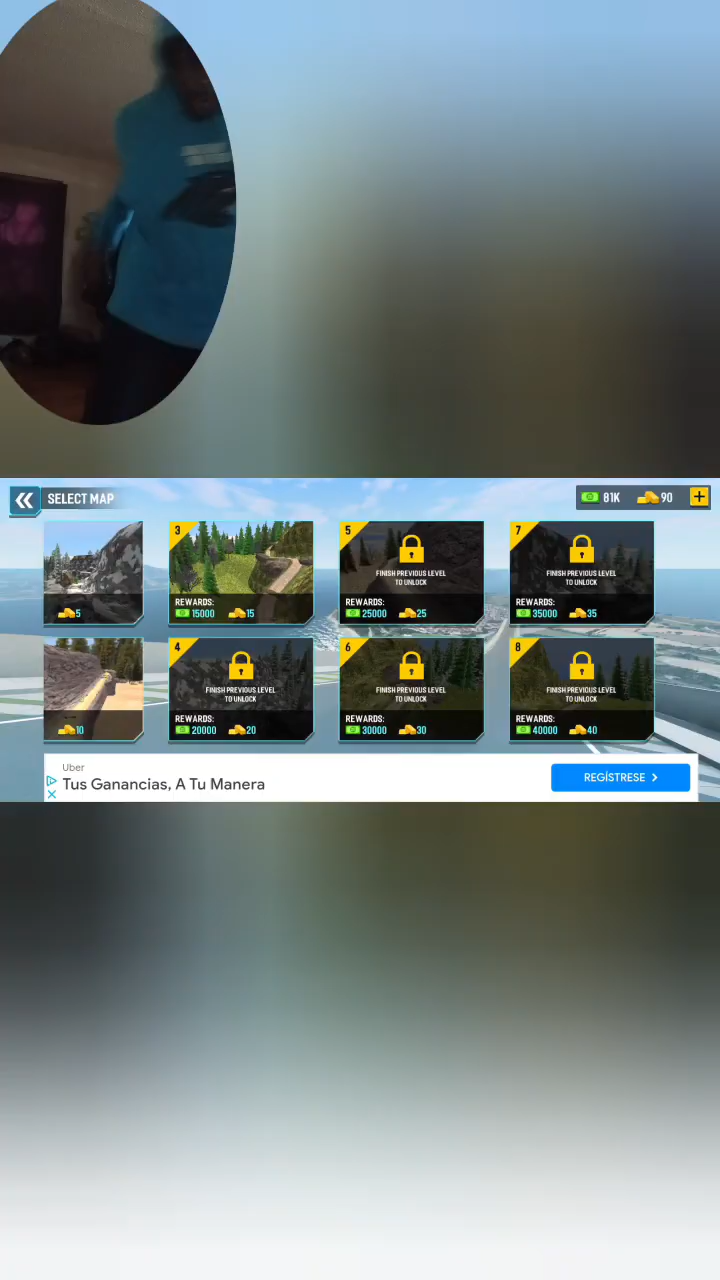 SELECT MAP
81K 90
5
3
REWARDS:
15000 15
5
FINISH PREVIOUS LEVEL
TO UNLOCK
REWARDS:
25000 25
7
FINISH PREVIOUS LEVEL
TO UNLOCK
REWARDS:
35000 35
10
4
FINISH PREVIOUS LEVEL
TO UNLOCK
REWARDS:
20000 20
6
FINISH PREVIOUS LEVEL
TO UNLOCK
REWARDS:
30000 30
8
FINISH PREVIOUS LEVEL
TO UNLOCK
REWARDS:
40000 40
Uber
Tus Ganancias, A Tu Manera
REGÍSTRESE